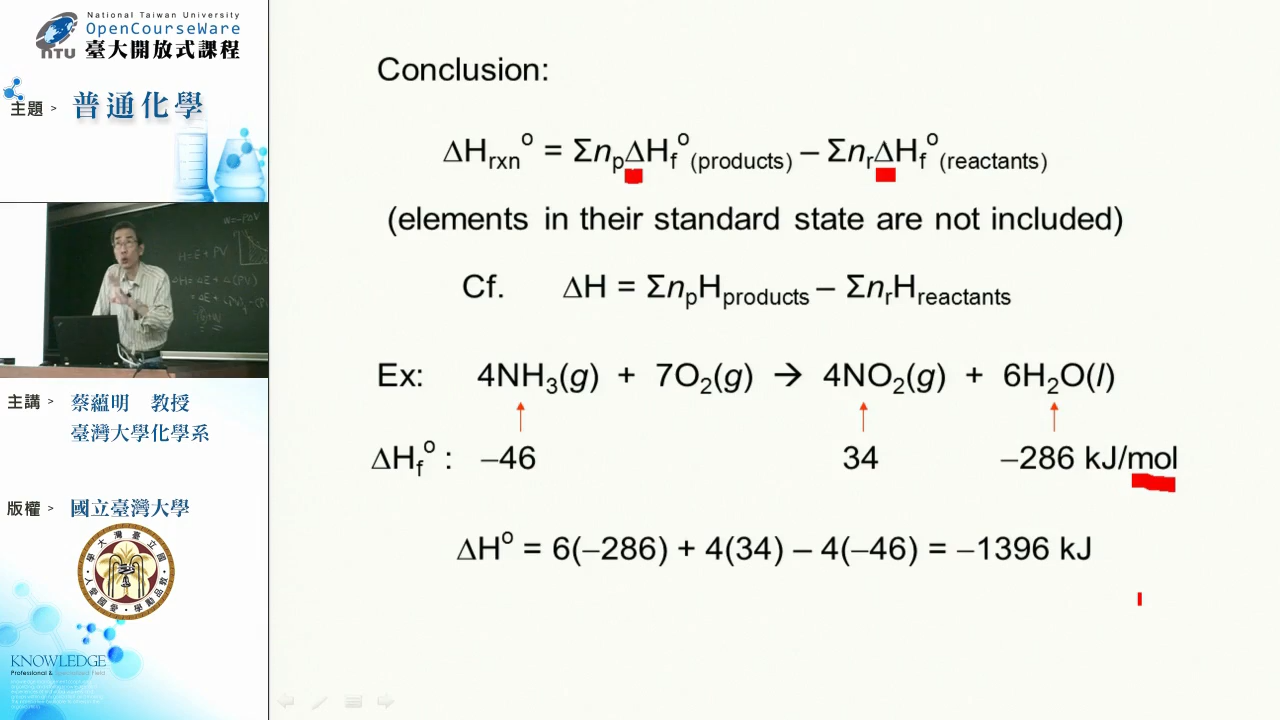 National Taiwan University
OpenCourseWare
NTU 臺大開放式課程
主題 > 普通化學
W=-PΔV
H=E+PV
主講 > 蔡蘊明 教授
臺灣大學化學系
版權 > 國立臺灣大學
KNOWLEDGE
Conclusion:
ΔHrxn° = ΣnpΔHf°(products) – ΣnrΔHf°(reactants)
(elements in their standard state are not included)
Cf. ΔH = ΣnpHproducts – ΣnrHreactants
Ex: 4NH3(g) + 7O2(g) → 4NO2(g) + 6H2O(l)
ΔHf° : –46 34 –286 kJ/mol
ΔH° = 6(–286) + 4(34) – 4(–46) = –1396 kJ